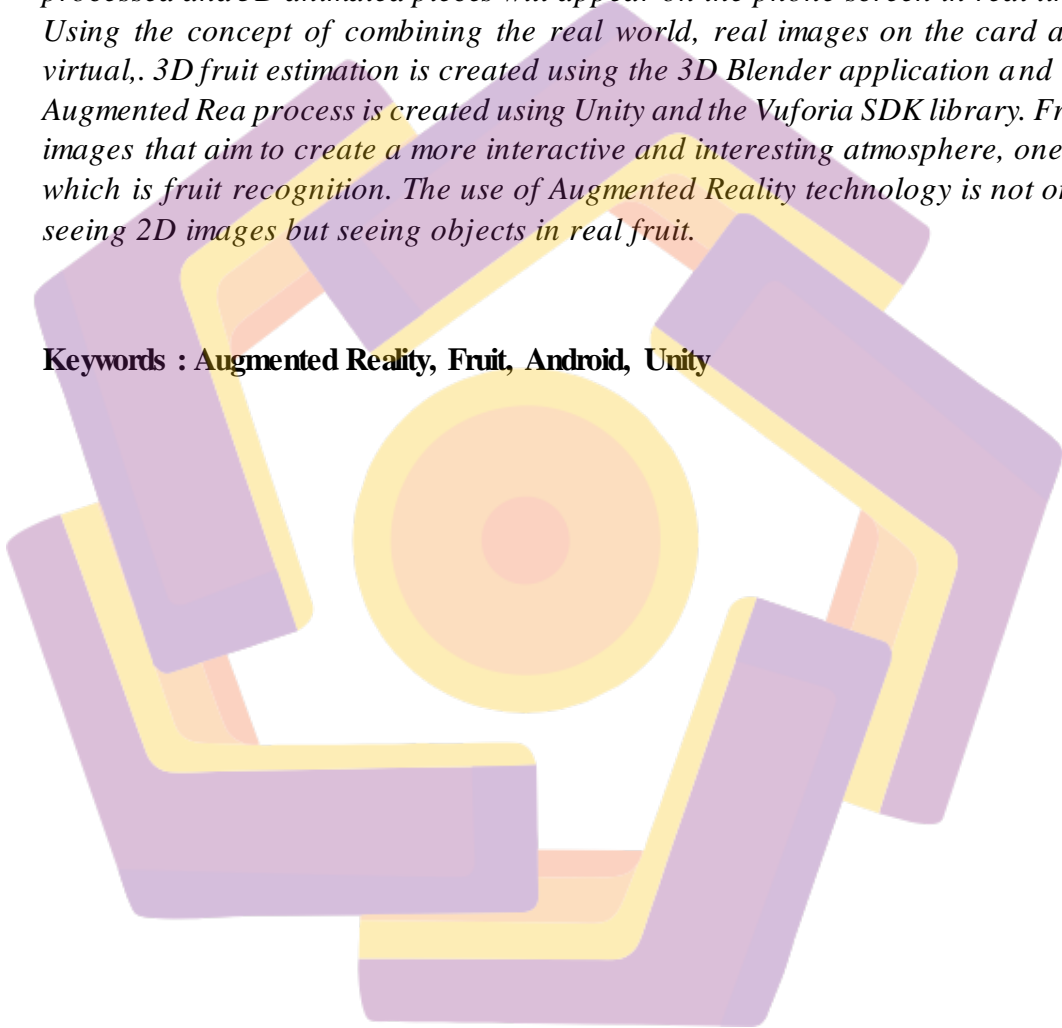 processed and 3D animated pieces will appear on the phone screen in real
Using the concept of combining the real world, real images on the card
virtual,. 3D fruit estimation is created using the 3D Blender application and
Augmented Rea process is created using Unity and the Vuforia SDK library.
images that aim to create a more interactive and interesting atmosphere, one
which is fruit recognition. The use of Augmented Reality technology is not
seeing 2D images but seeing objects in real fruit.
Keywords : Augmented Reality, Fruit, Android, Unity